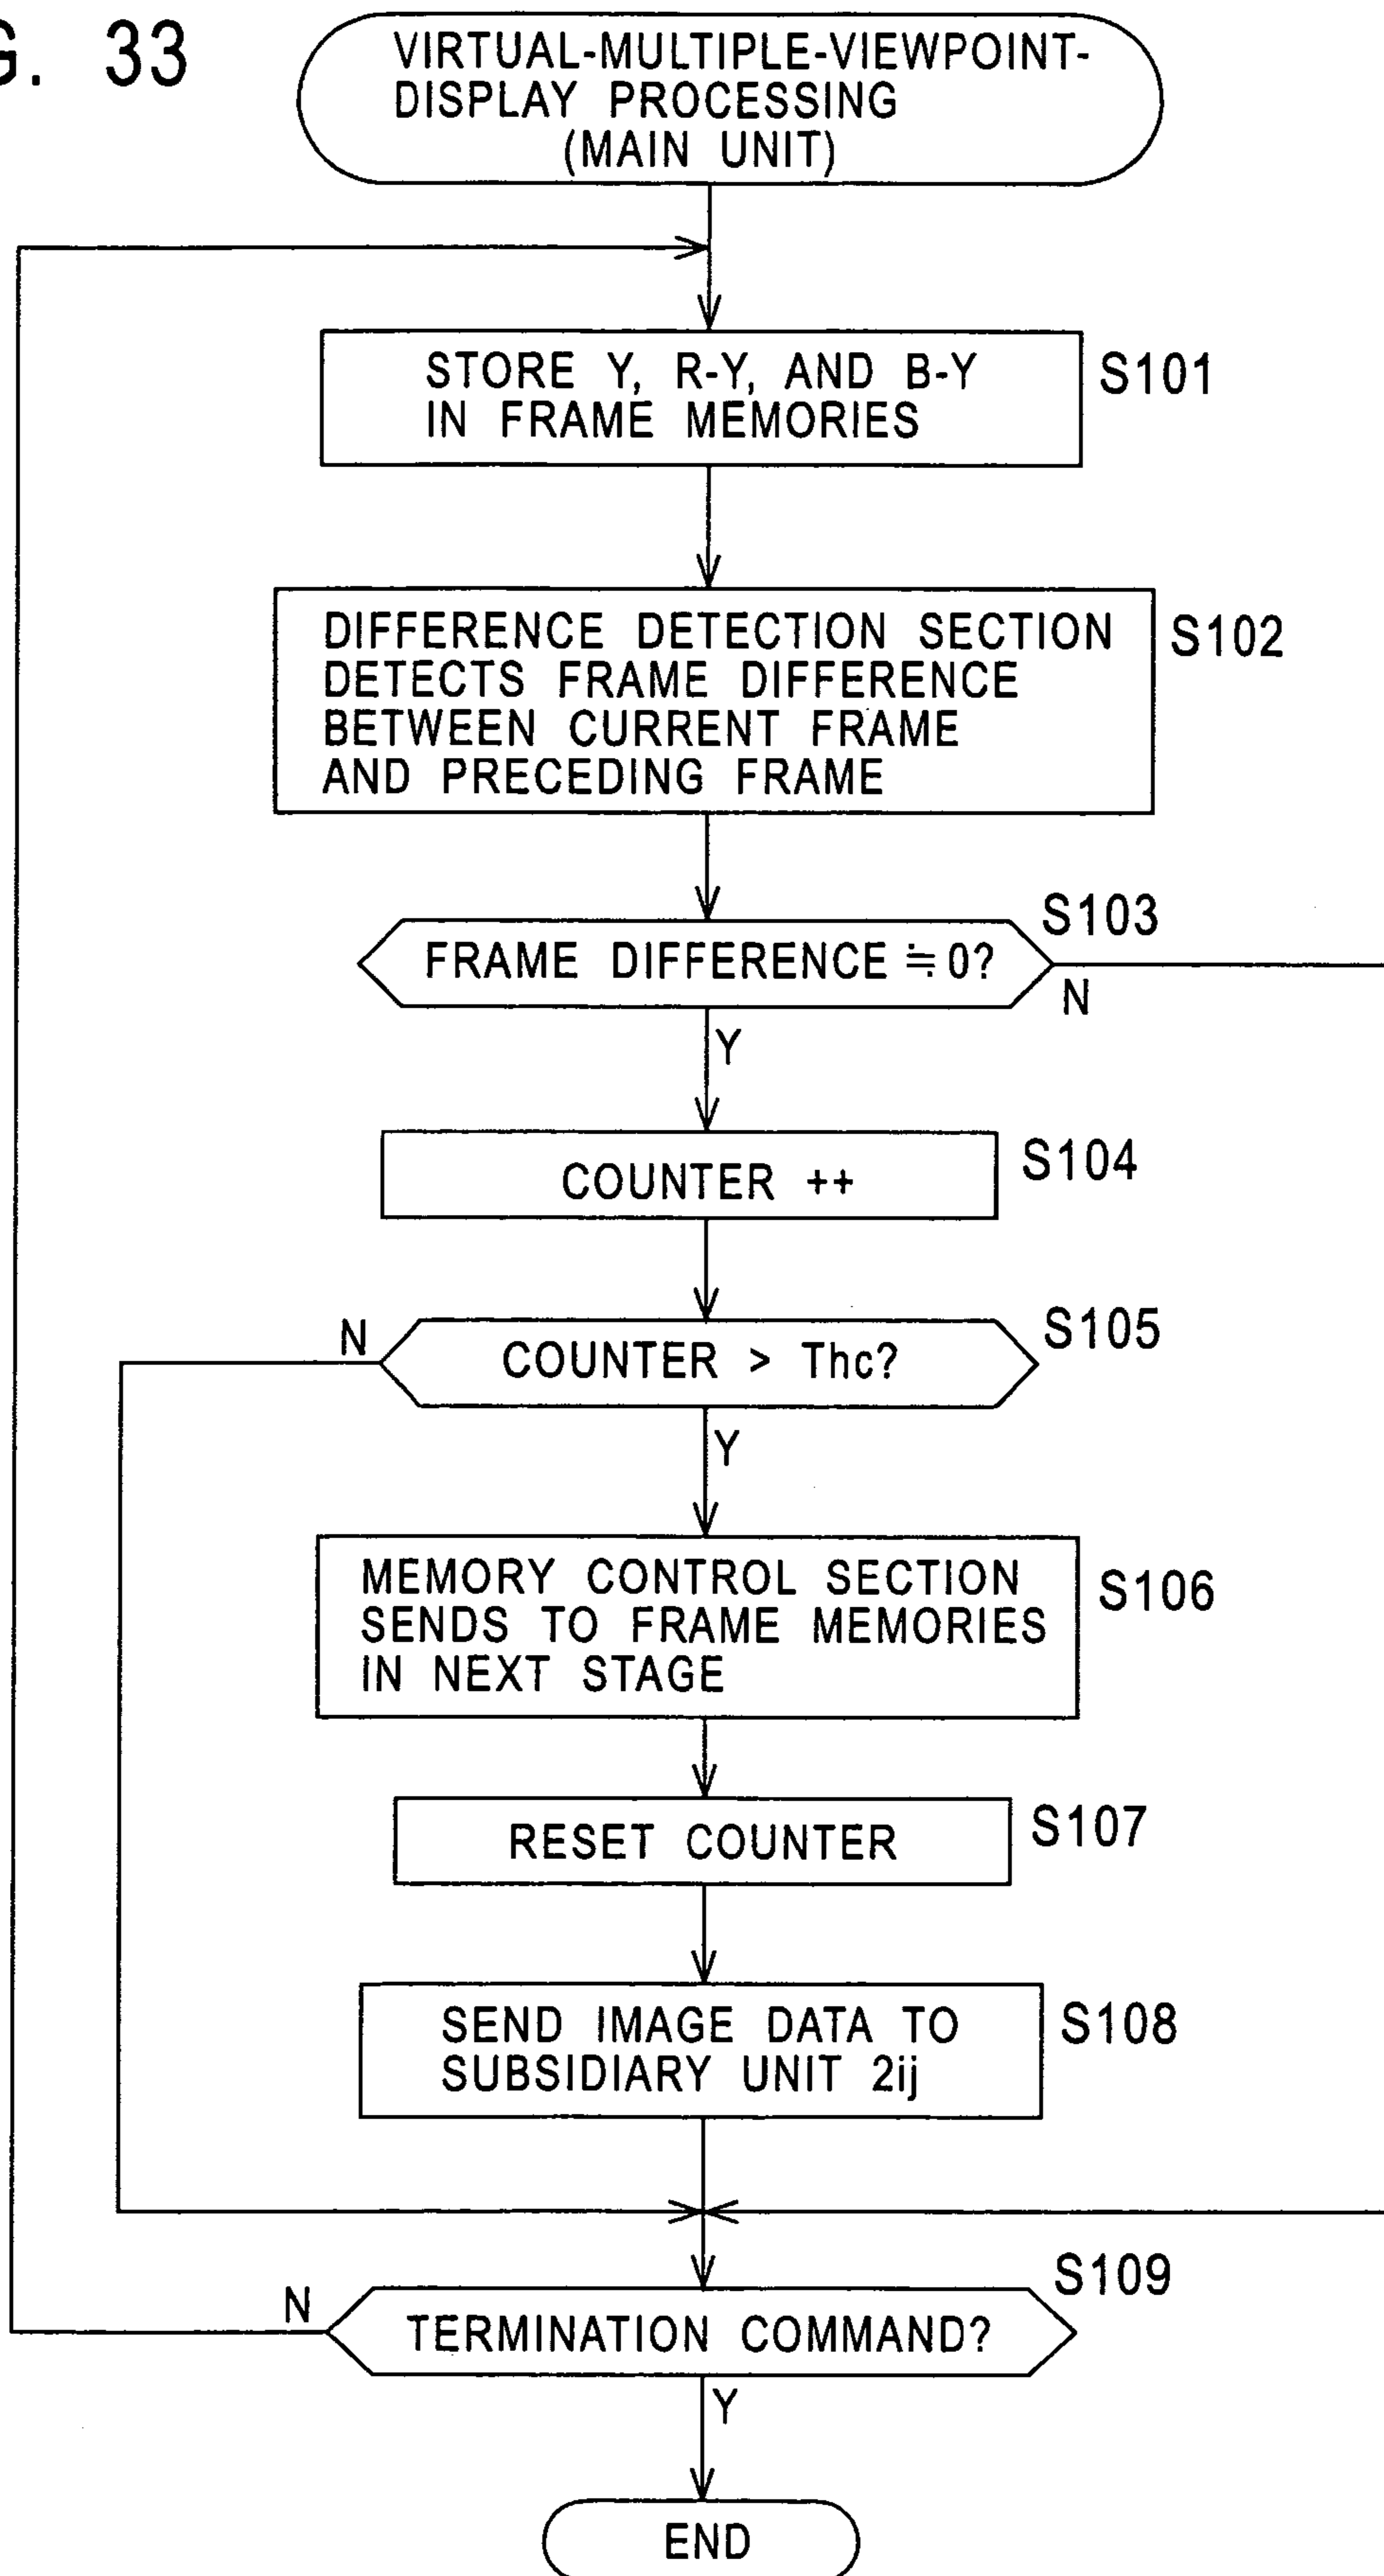 G. 33
VIRTUAL-MULTIPLE-VIEWPOINT-
DISPLAY PROCESSING
(MAIN UNIT)
STORE Y, R-Y, AND B-Y
IN FRAME MEMORIES
S101
DIFFERENCE DETECTION SECTION
DETECTS FRAME DIFFERENCE
BETWEEN CURRENT FRAME
AND PRECEDING FRAME
S102
S103
FRAME DIFFERENCE ≒ 0?
N
Y
COUNTER ++
S104
N
COUNTER > Thc?
S105
Y
MEMORY CONTROL SECTION
SENDS TO FRAME MEMORIES
IN NEXT STAGE
S106
RESET COUNTER
S107
SEND IMAGE DATA TO
SUBSIDIARY UNIT 2ij
S108
S109
N
TERMINATION COMMAND?
Y
END